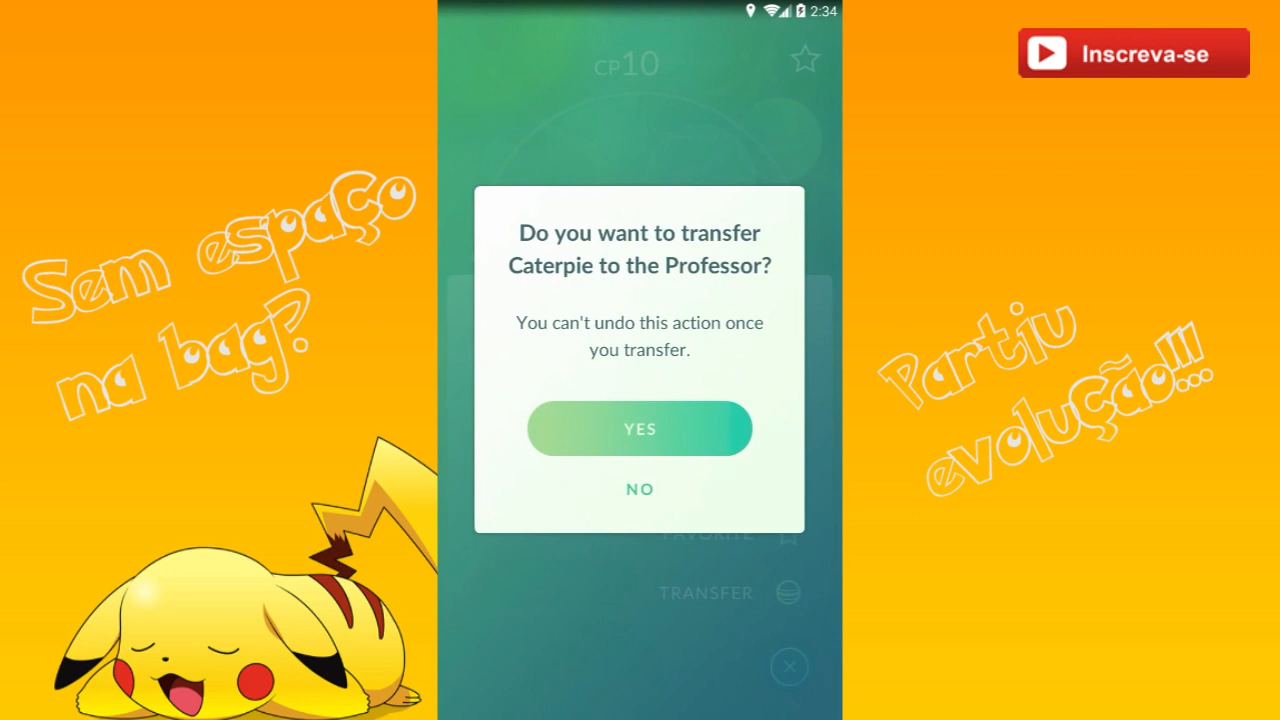 2:34
Inscreva-se
CP10
Sem espaço
na bag?
Do you want to transfer
Caterpie to the Professor?
You can't undo this action once
you transfer.
YES
NO
FAVORITE
TRANSFER
Partiu
evolução!!!